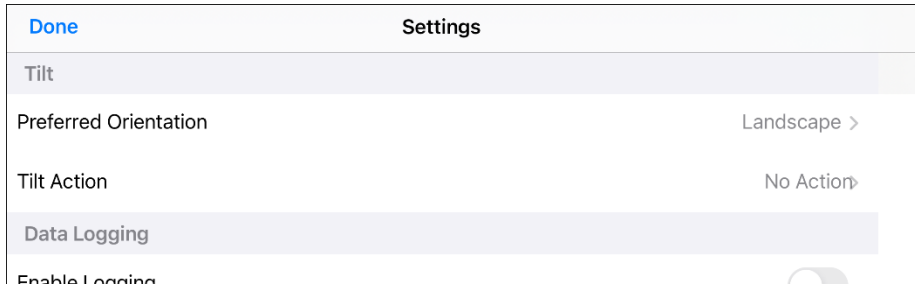 Done Settings
Tilt
Preferred Orientation Landscape
Tilt Action No Action
Data Logging
Enable Logging